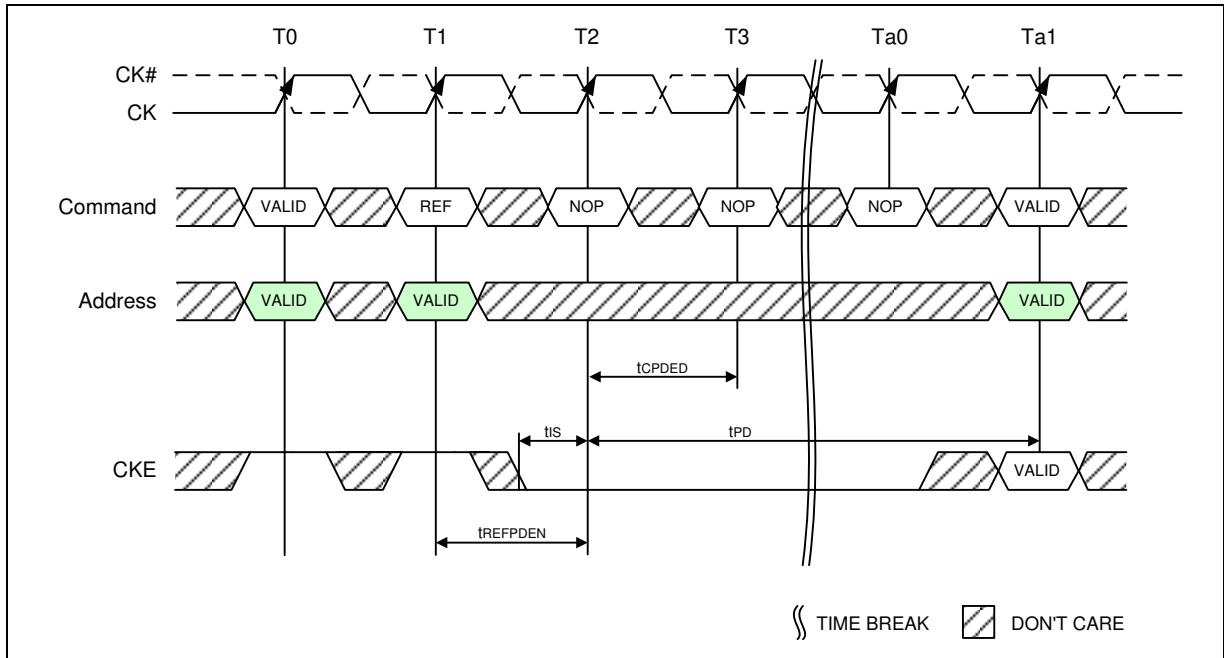 T0 T1 T2 T3 Ta0 Ta1
CK#
CK
Command VALID REF NOP NOP NOP VALID
Address VALID VALID VALID
tCPDED
tIS tPD
CKE VALID
tREFPDEN
TIME BREAK DON'T CARE